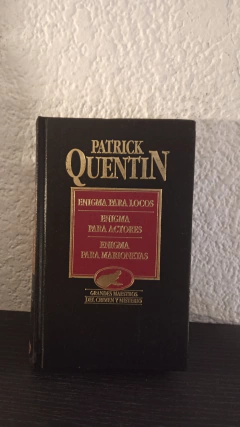 PATRICK
QUENTIN
ENIGMA PARA LOCOS
ENIGMA
PARA ACTORES
ENIGMA
PARA MARIONETAS
GRANDES MAESTROS
DEL CRIMEN Y MISTERIO